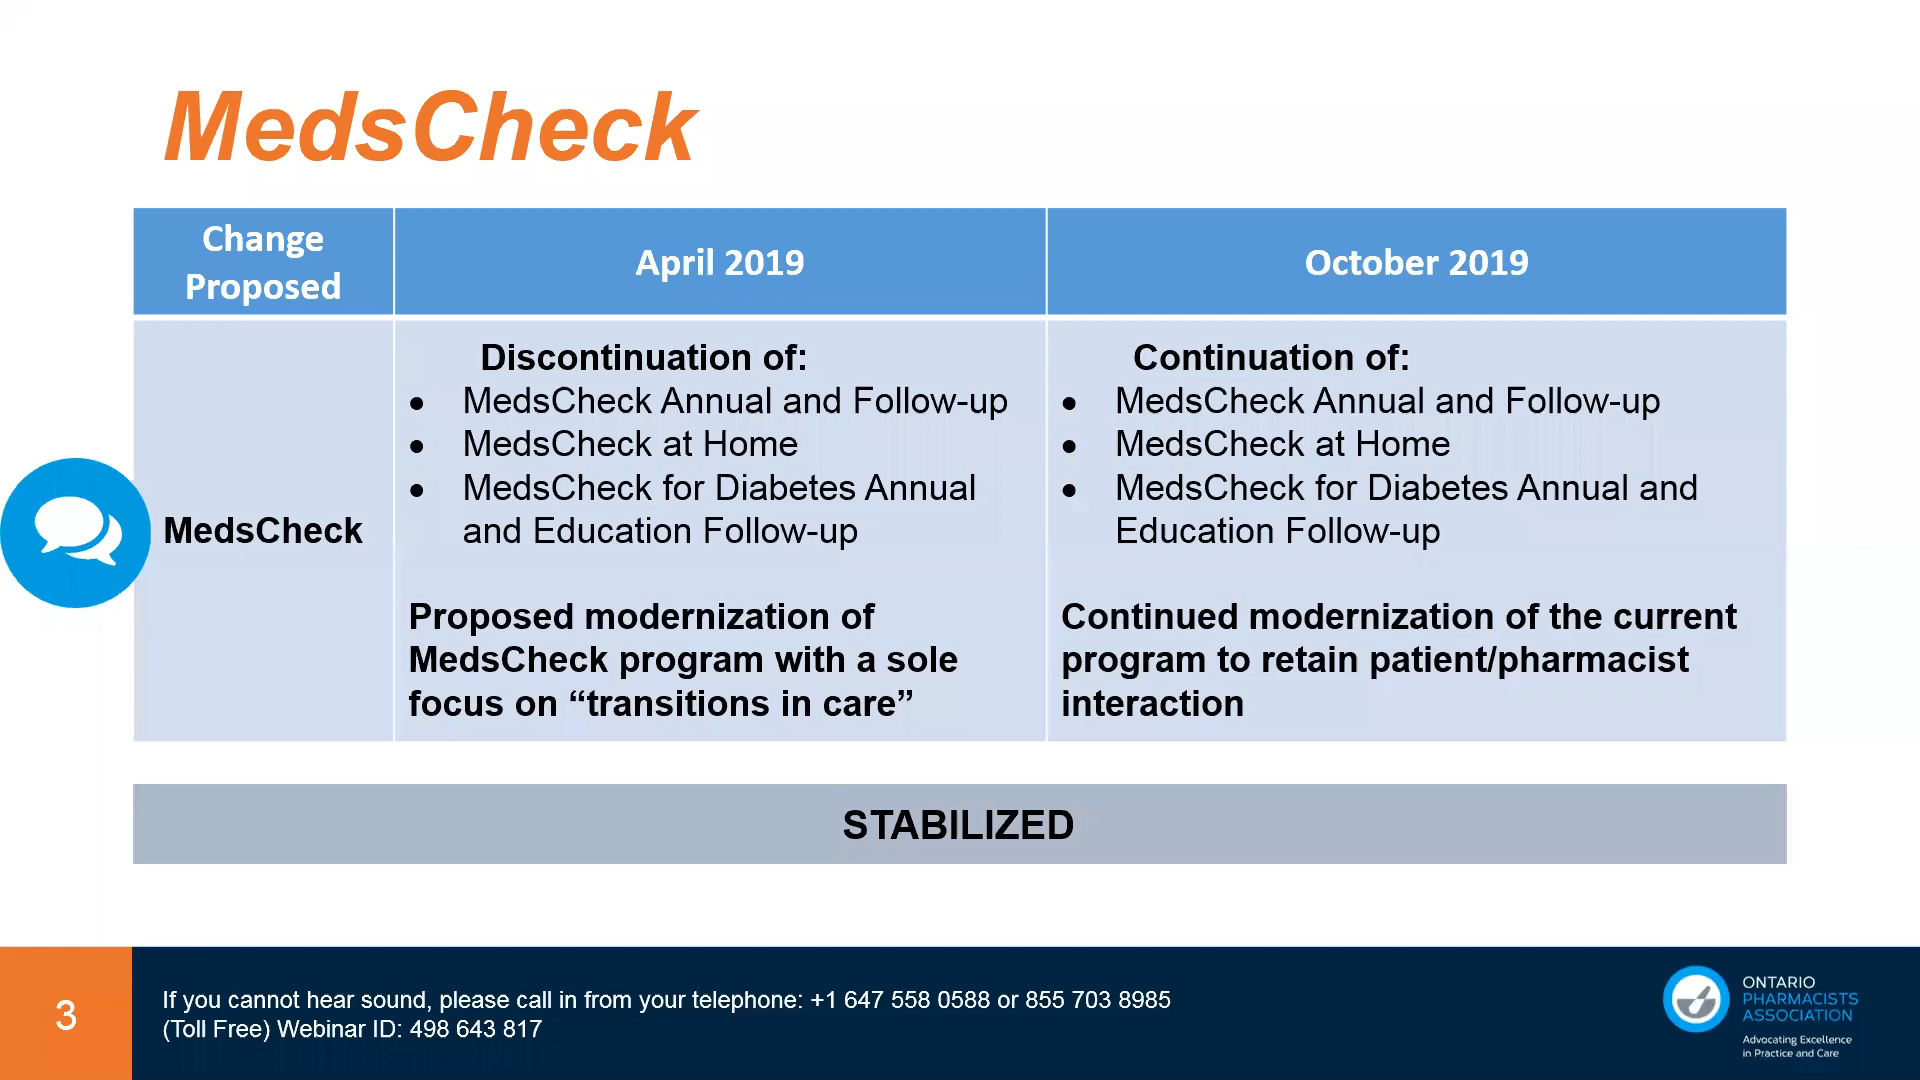 MedsCheck
Change
Proposed
April 2019
October 2019
MedsCheck
Discontinuation of:
• MedsCheck Annual and Follow-up
• MedsCheck at Home
• MedsCheck for Diabetes Annual
and Education Follow-up
Proposed modernization of
MedsCheck program with a sole
focus on “transitions in care”
Continuation of:
• MedsCheck Annual and Follow-up
• MedsCheck at Home
• MedsCheck for Diabetes Annual and
Education Follow-up
Continued modernization of the current
program to retain patient/pharmacist
interaction
STABILIZED
3
If you cannot hear sound, please call in from your telephone: +1 647 558 0588 or 855 703 8985
(Toll Free) Webinar ID: 498 643 817
ONTARIO
PHARMACISTS
ASSOCIATION
Advocating Excellence
in Practice and Care